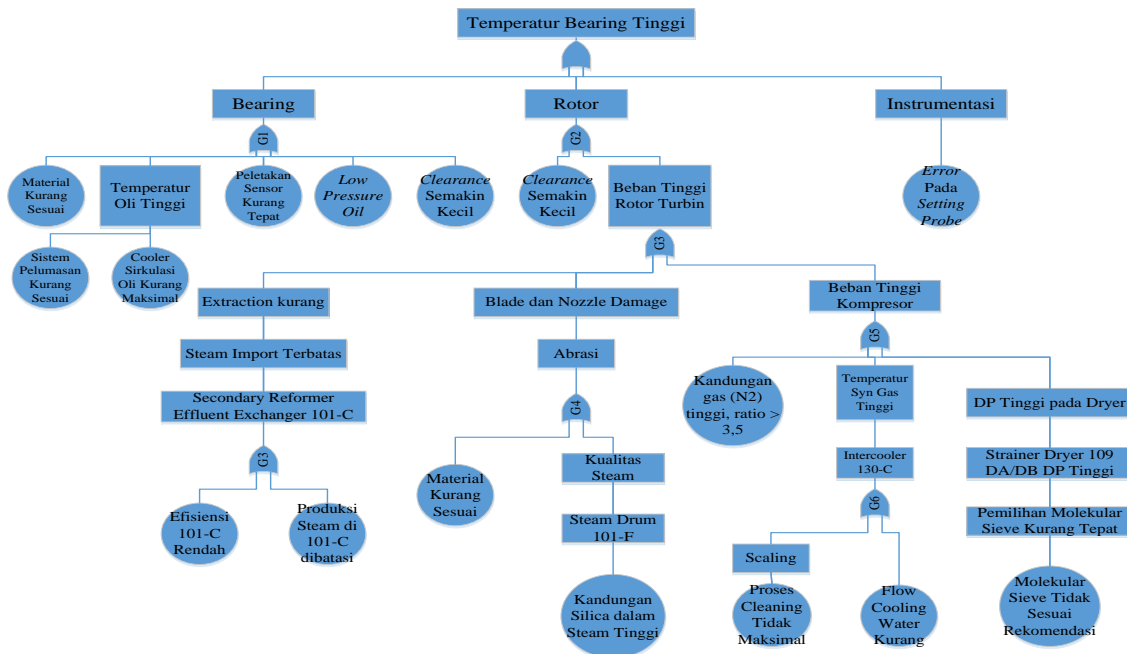 Temperatur Bearing Tinggi
Bearing
Rotor
Instrumentasi
G1
G2
Material
Kurang
Sesuai
Temperatur
Oli Tinggi
Peletakan
Sensor
Kurang
Tepat
Low
Pressure
Oil
Clearance
Semakin
Kecil
Clearance
Semakin
Kecil
Beban Tinggi
Rotor Turbin
Error
Pada
Setting
Probe
Sistem
Pelumasan
Kurang
Sesuai
Cooler
Sirkulasi
Oli Kurang
Maksimal
G3
Extraction kurang
Blade dan Nozzle Damage
Beban Tinggi
Kompresor
Steam Import Terbatas
Abrasi
G5
Secondary Reformer
Effluent Exchanger 101-C
Kandungan
gas (N2)
tinggi, ratio >
3,5
Temperatur
Syn Gas
Tinggi
DP Tinggi pada Dryer
G3
G4
Intercooler
130-C
Strainer Dryer 109
DA/DB DP Tinggi
Efisiensi
101-C
Rendah
Produksi
Steam di
101-C
dibatasi
Material
Kurang
Sesuai
Kualitas
Steam
G6
Pemilihan Molekular
Sieve Kurang Tepat
Steam Drum
101-F
Scaling
Kandungan
Silica dalam
Steam Tinggi
Proses
Cleaning
Tidak
Maksimal
Flow
Cooling
Water
Kurang
Molekular
Sieve Tidak
Sesuai
Rekomendasi